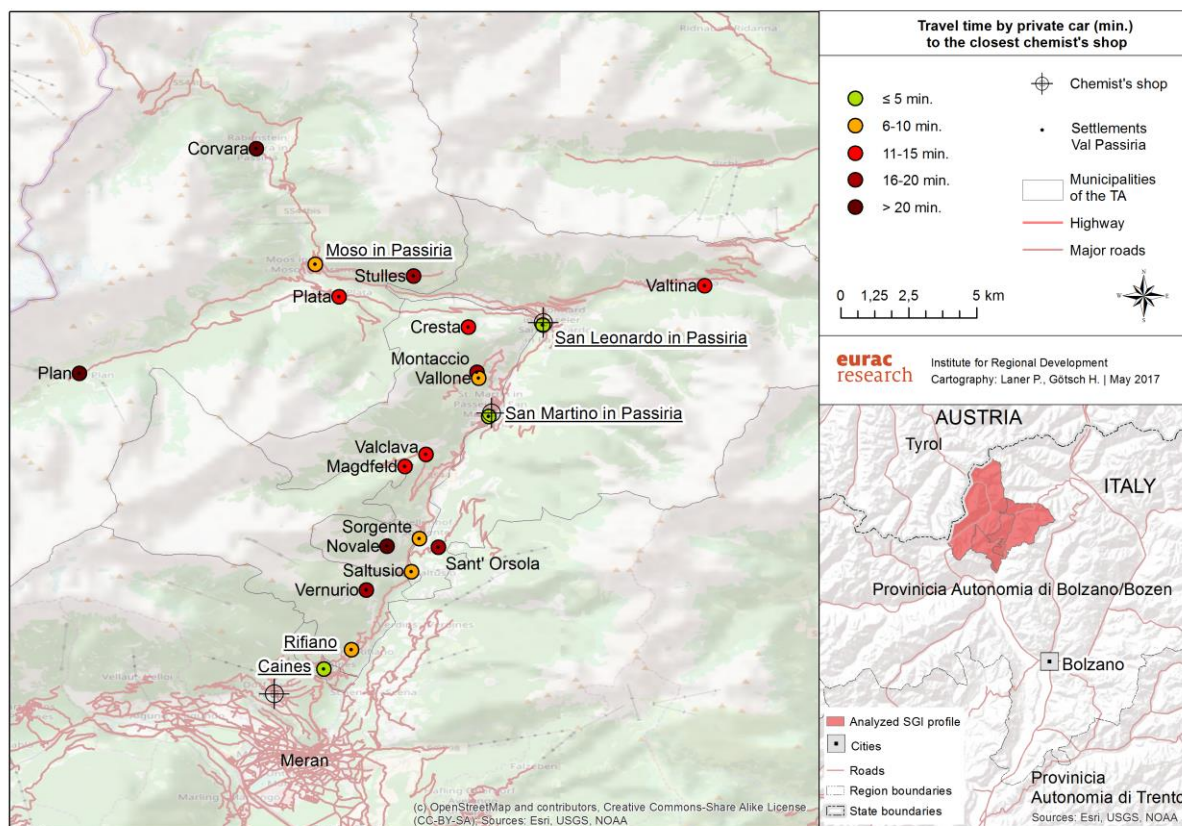 Corvara
Moso in Passiria
Stulles
Plata
Valtina
Cresta
San Leonardo in Passiria
Montaccio
Vallone
Plan
San Martino in Passiria
Valclava
Magdfeld
Sorgente
Novale
Sant' Orsola
Saltusio
Vernurio
Rifiano
Caines
Meran
(c) OpenStreetMap and contributors, Creative Commons-Share Alike License
(CC-BY-SA), Sources: Esri, USGS, NOAA
Travel time by private car (min.)
to the closest chemist's shop
≤ 5 min.
6-10 min.
11-15 min.
16-20 min.
> 20 min.
Chemist's shop
Settlements
Val Passiria
Municipalities
of the TA
Highway
Major roads
N
W E
S
0 1,25 2,5 5 km
eurac
research
Institute for Regional Development
Cartography: Laner P., Götsch H. | May 2017
AUSTRIA
Tyrol
ITALY
Provinicia Autonomia di Bolzano/Bozen
Bolzano
Analyzed SGI profile
Cities
Roads
Region boundaries
State boundaries
Provinicia
Autonomia di Trento
Sources: Esri, USGS, NOAA